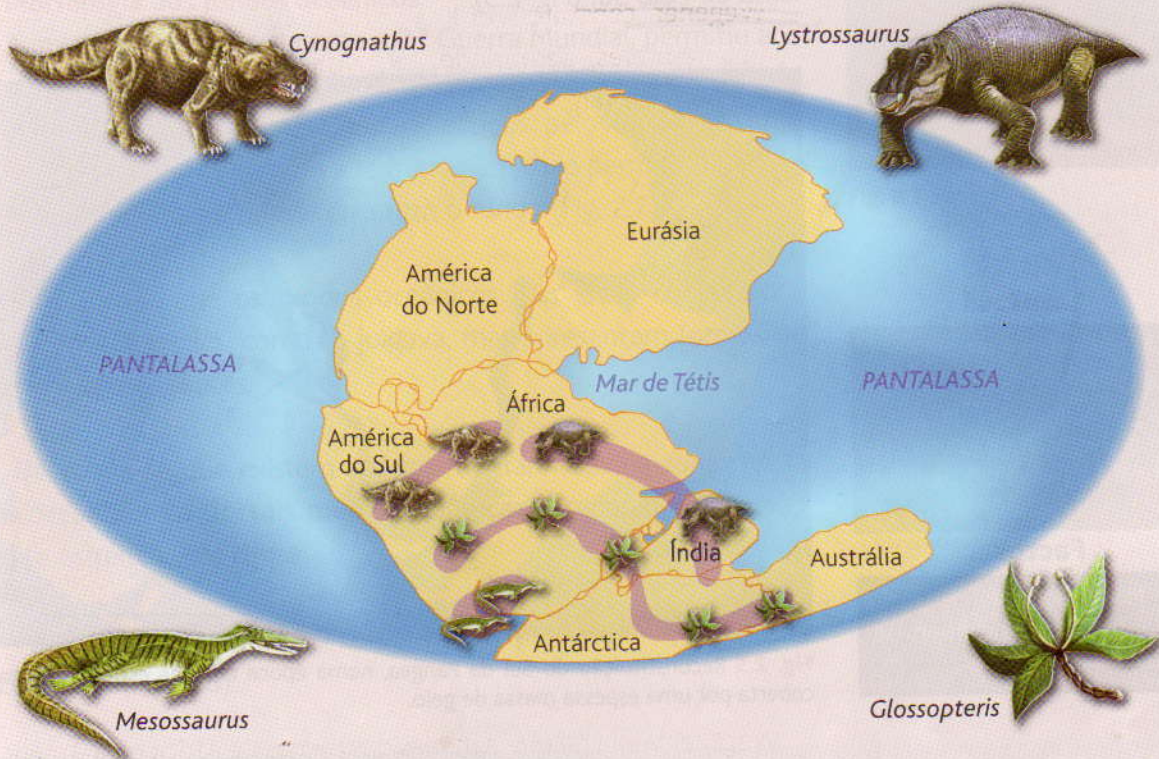 Cynognathus
Lystrossaurus
Eurásia
América
do Norte
PANTALASSA
Mar de Tétis
PANTALASSA
África
América
do Sul
Índia
Austrália
Antárctica
Mesossaurus
Glossopteris